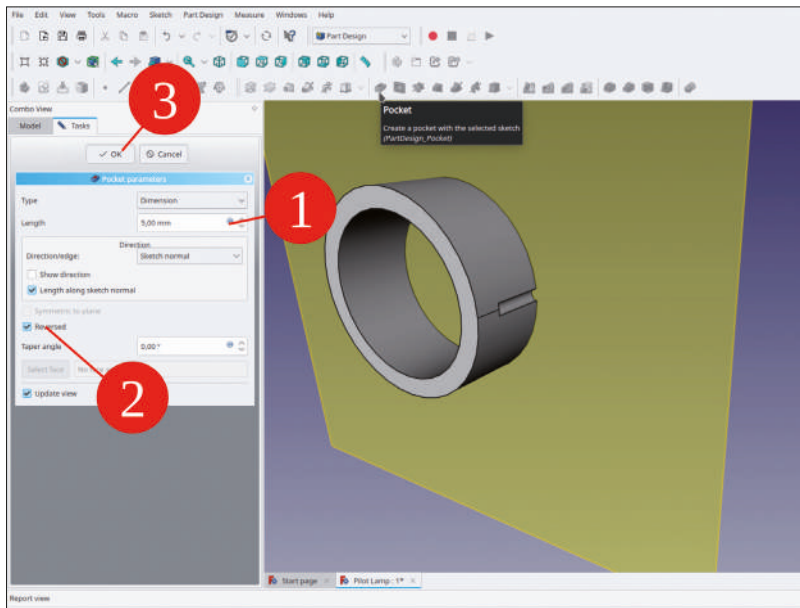 File Edit View Tools Macro Sketch Part Design Measure Windows Help
Part Design
3
Combo View
Model Tasks
Pocket
Create a pocket with the selected sketch
(PartDesign_Pocket)
OK Cancel
Pocket parameters
Type Dimension
Length 5,00 mm
1
Direction
Direction/edge: Sketch normal
Show direction
Length along sketch normal
Symmetric to plane
Reversed
Taper angle 0,00 °
Select face No face
2
Update view
Start page Pilot Lamp : 1*
Report view